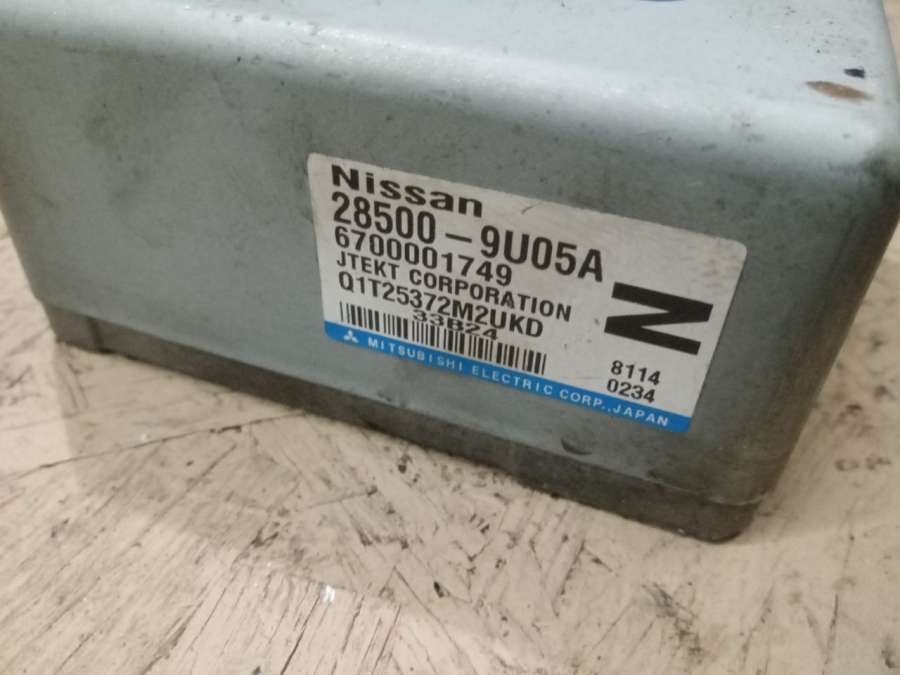 Nissan
28500-9U05A
6700001749
JTEKT CORPORATION
Q1T25372M2UKD
33B24
N
8114
0234
MITSUBISHI ELECTRIC CORP., JAPAN